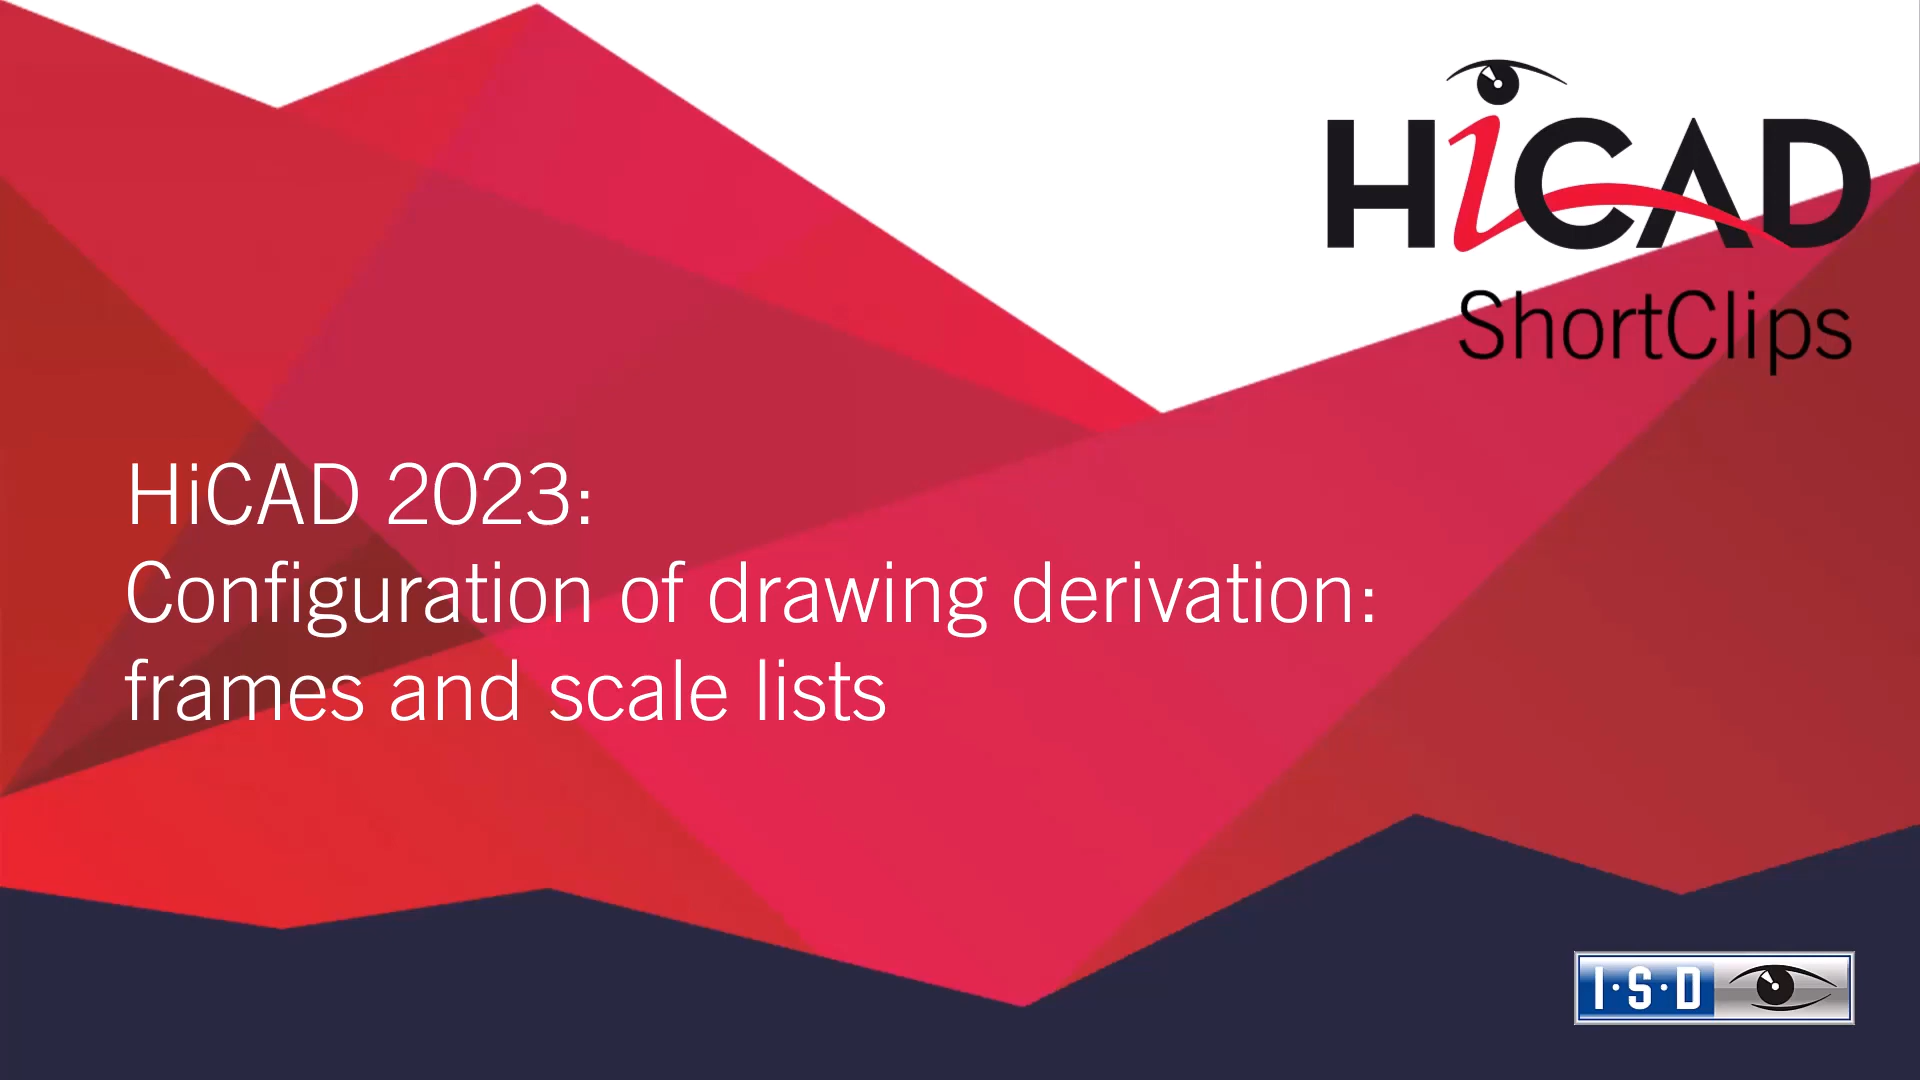 HiCAD
ShortClips
HiCAD 2023:
Configuration of drawing derivation:
frames and scale lists
I·S·D